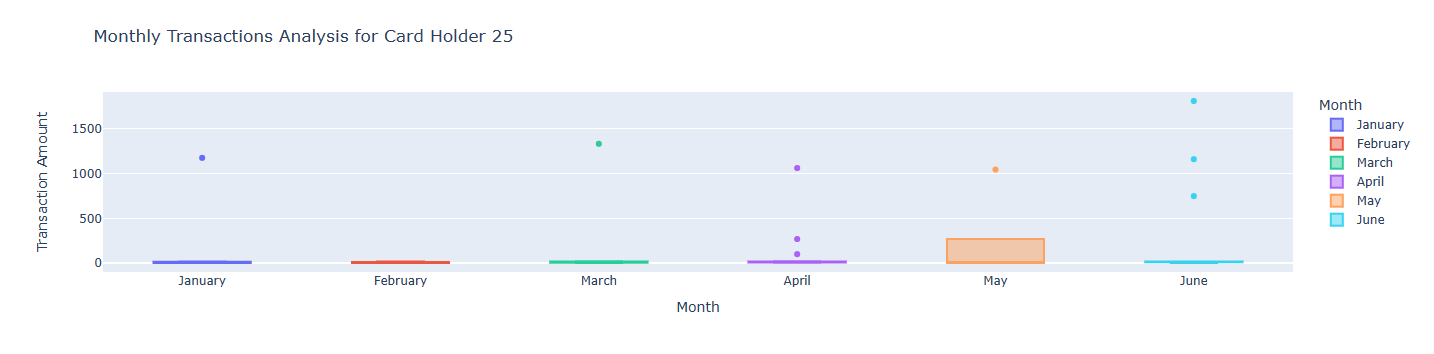 Monthly Transactions Analysis for Card Holder 25
Transaction Amount
1500
1000
500
0
January
February
March
April
May
June
Month
Month
January
February
March
April
May
June